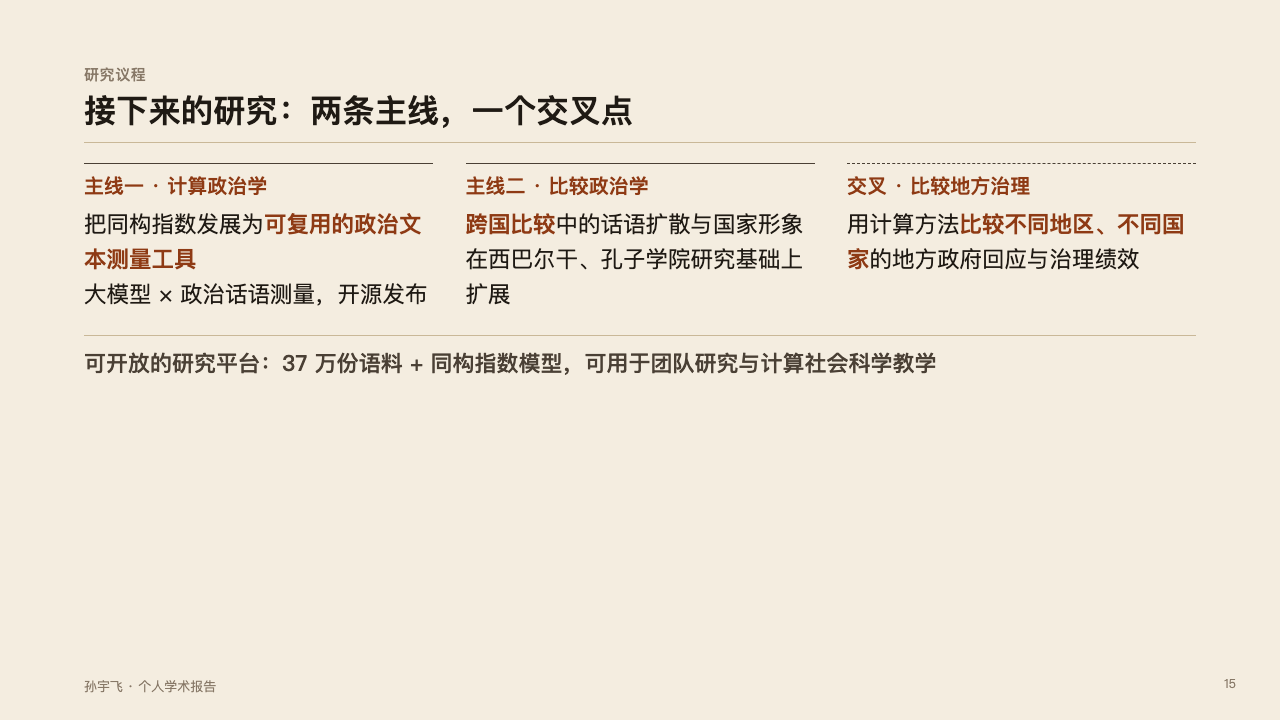 研究议程
接下来的研究：两条主线，一个交叉点
主线一 · 计算政治学
把同构指数发展为可复用的政治文
本测量工具
大模型 × 政治话语测量，开源发布
主线二 · 比较政治学
跨国比较中的话语扩散与国家形象
在西巴尔干、孔子学院研究基础上
扩展
交叉 · 比较地方治理
用计算方法比较不同地区、不同国
家的地方政府回应与治理绩效
可开放的研究平台：37 万份语料 + 同构指数模型，可用于团队研究与计算社会科学教学
孙宇飞 · 个人学术报告
15